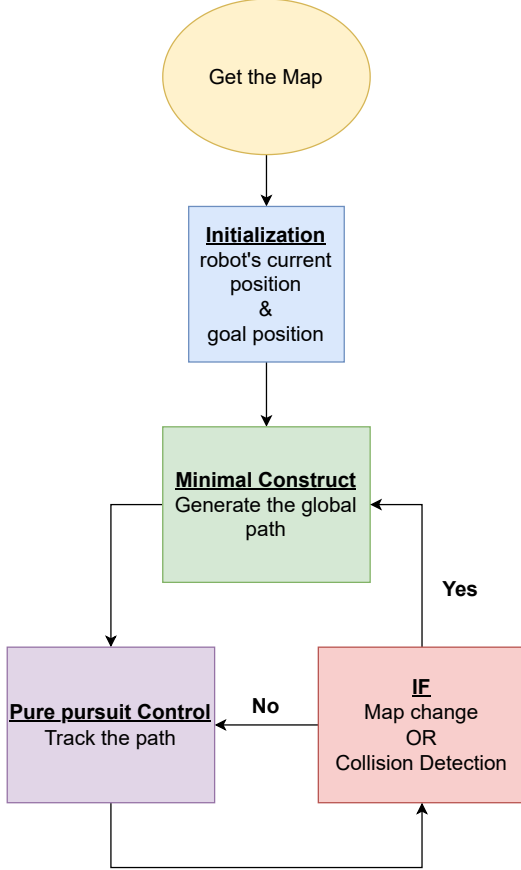 Get the Map
Initialization
robot's current
position
&
goal position
Minimal Construct
Generate the global
path
Yes
Pure pursuit Control
Track the path
No
IF
Map change
OR
Collision Detection